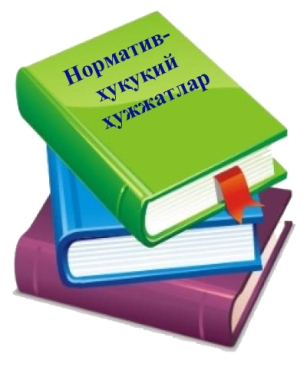 Норматив-
ҳуқуқий
ҳужжатлар